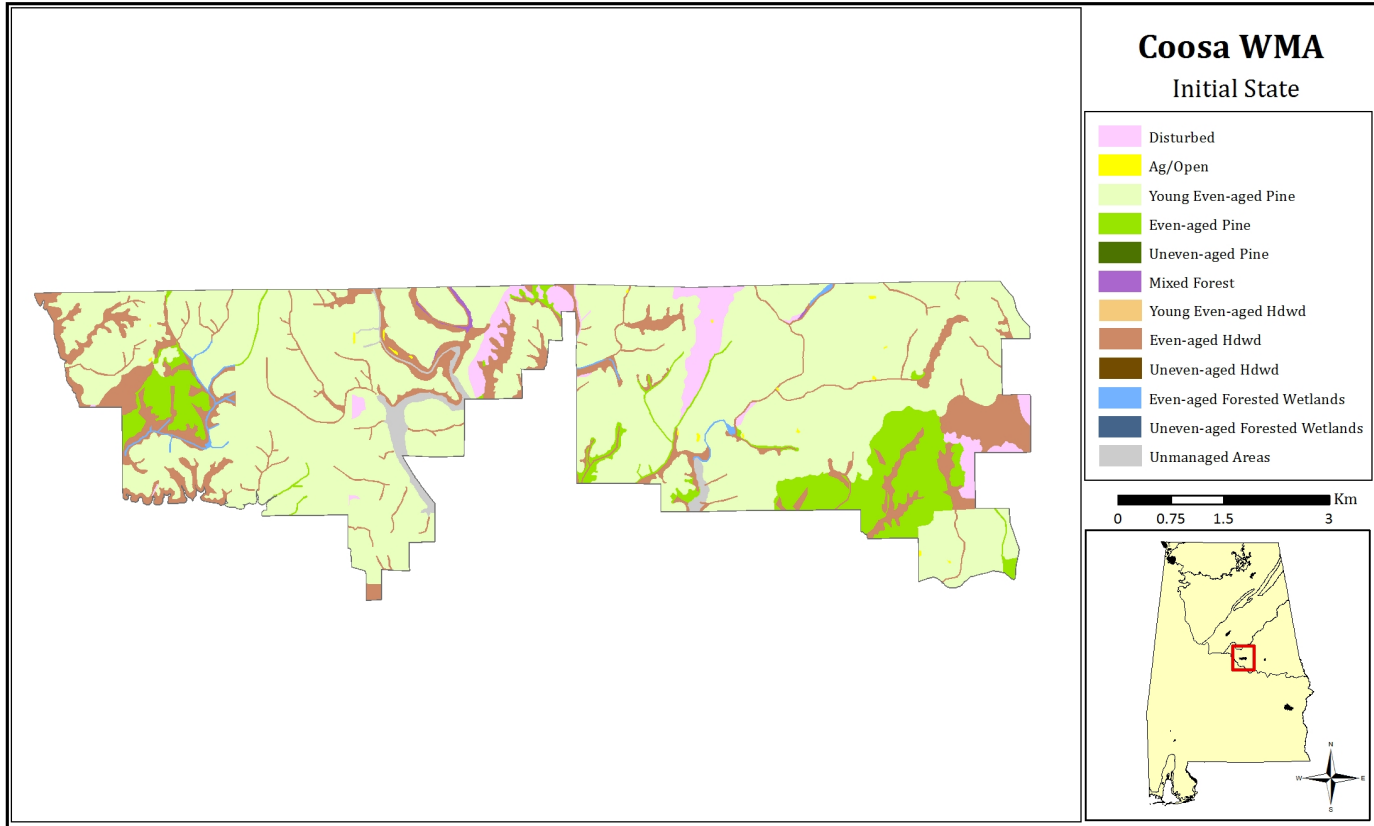 Coosa WMA
Initial State
Disturbed
Ag/Open
Young Even-aged Pine
Even-aged Pine
Uneven-aged Pine
Mixed Forest
Young Even-aged Hdwd
Even-aged Hdwd
Uneven-aged Hdwd
Even-aged Forested Wetlands
Uneven-aged Forested Wetlands
Unmanaged Areas
Km
0 0.75 1.5 3
N
W E
S